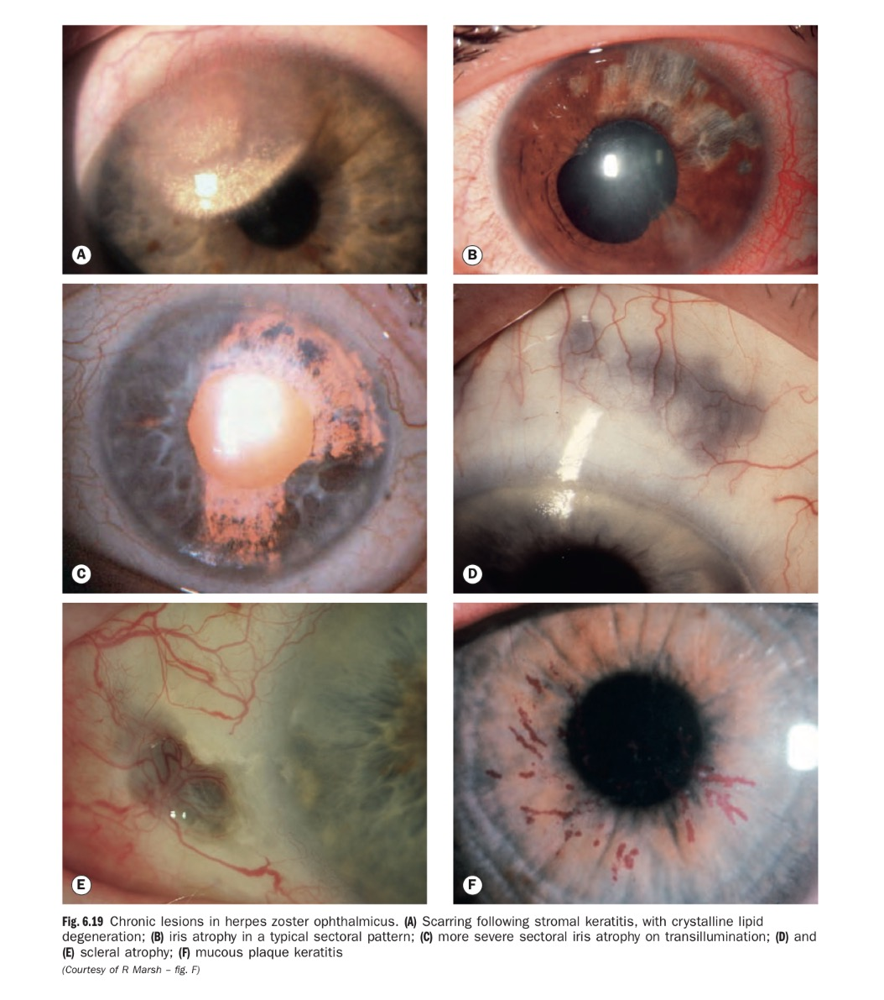 A
B
C
D
E
F
Fig. 6.19 Chronic lesions in herpes zoster ophthalmicus. (A) Scarring following stromal keratitis, with crystalline lipid
degeneration; (B) iris atrophy in a typical sectoral pattern; (C) more severe sectoral iris atrophy on transillumination; (D) and
(E) scleral atrophy; (F) mucous plaque keratitis
(Courtesy of R Marsh – fig. F)